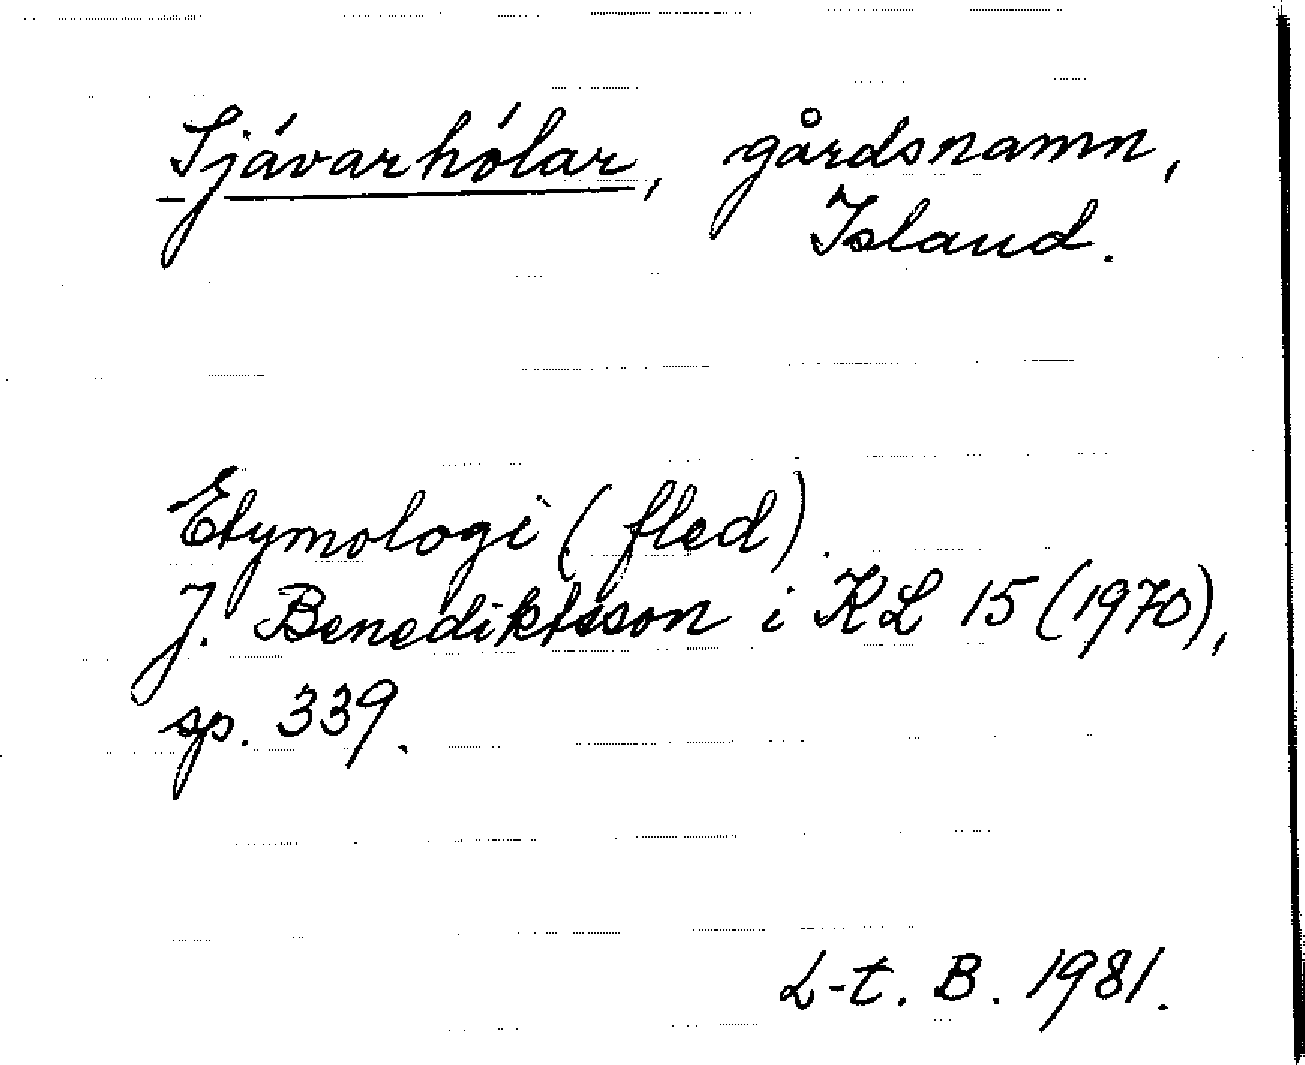 Sjávarhólar, gårdsnamn,
Island.
Etymologi (fled).
J. Benediktsson i KL 15 (1970),
sp. 339.
L-t. B. 1981.